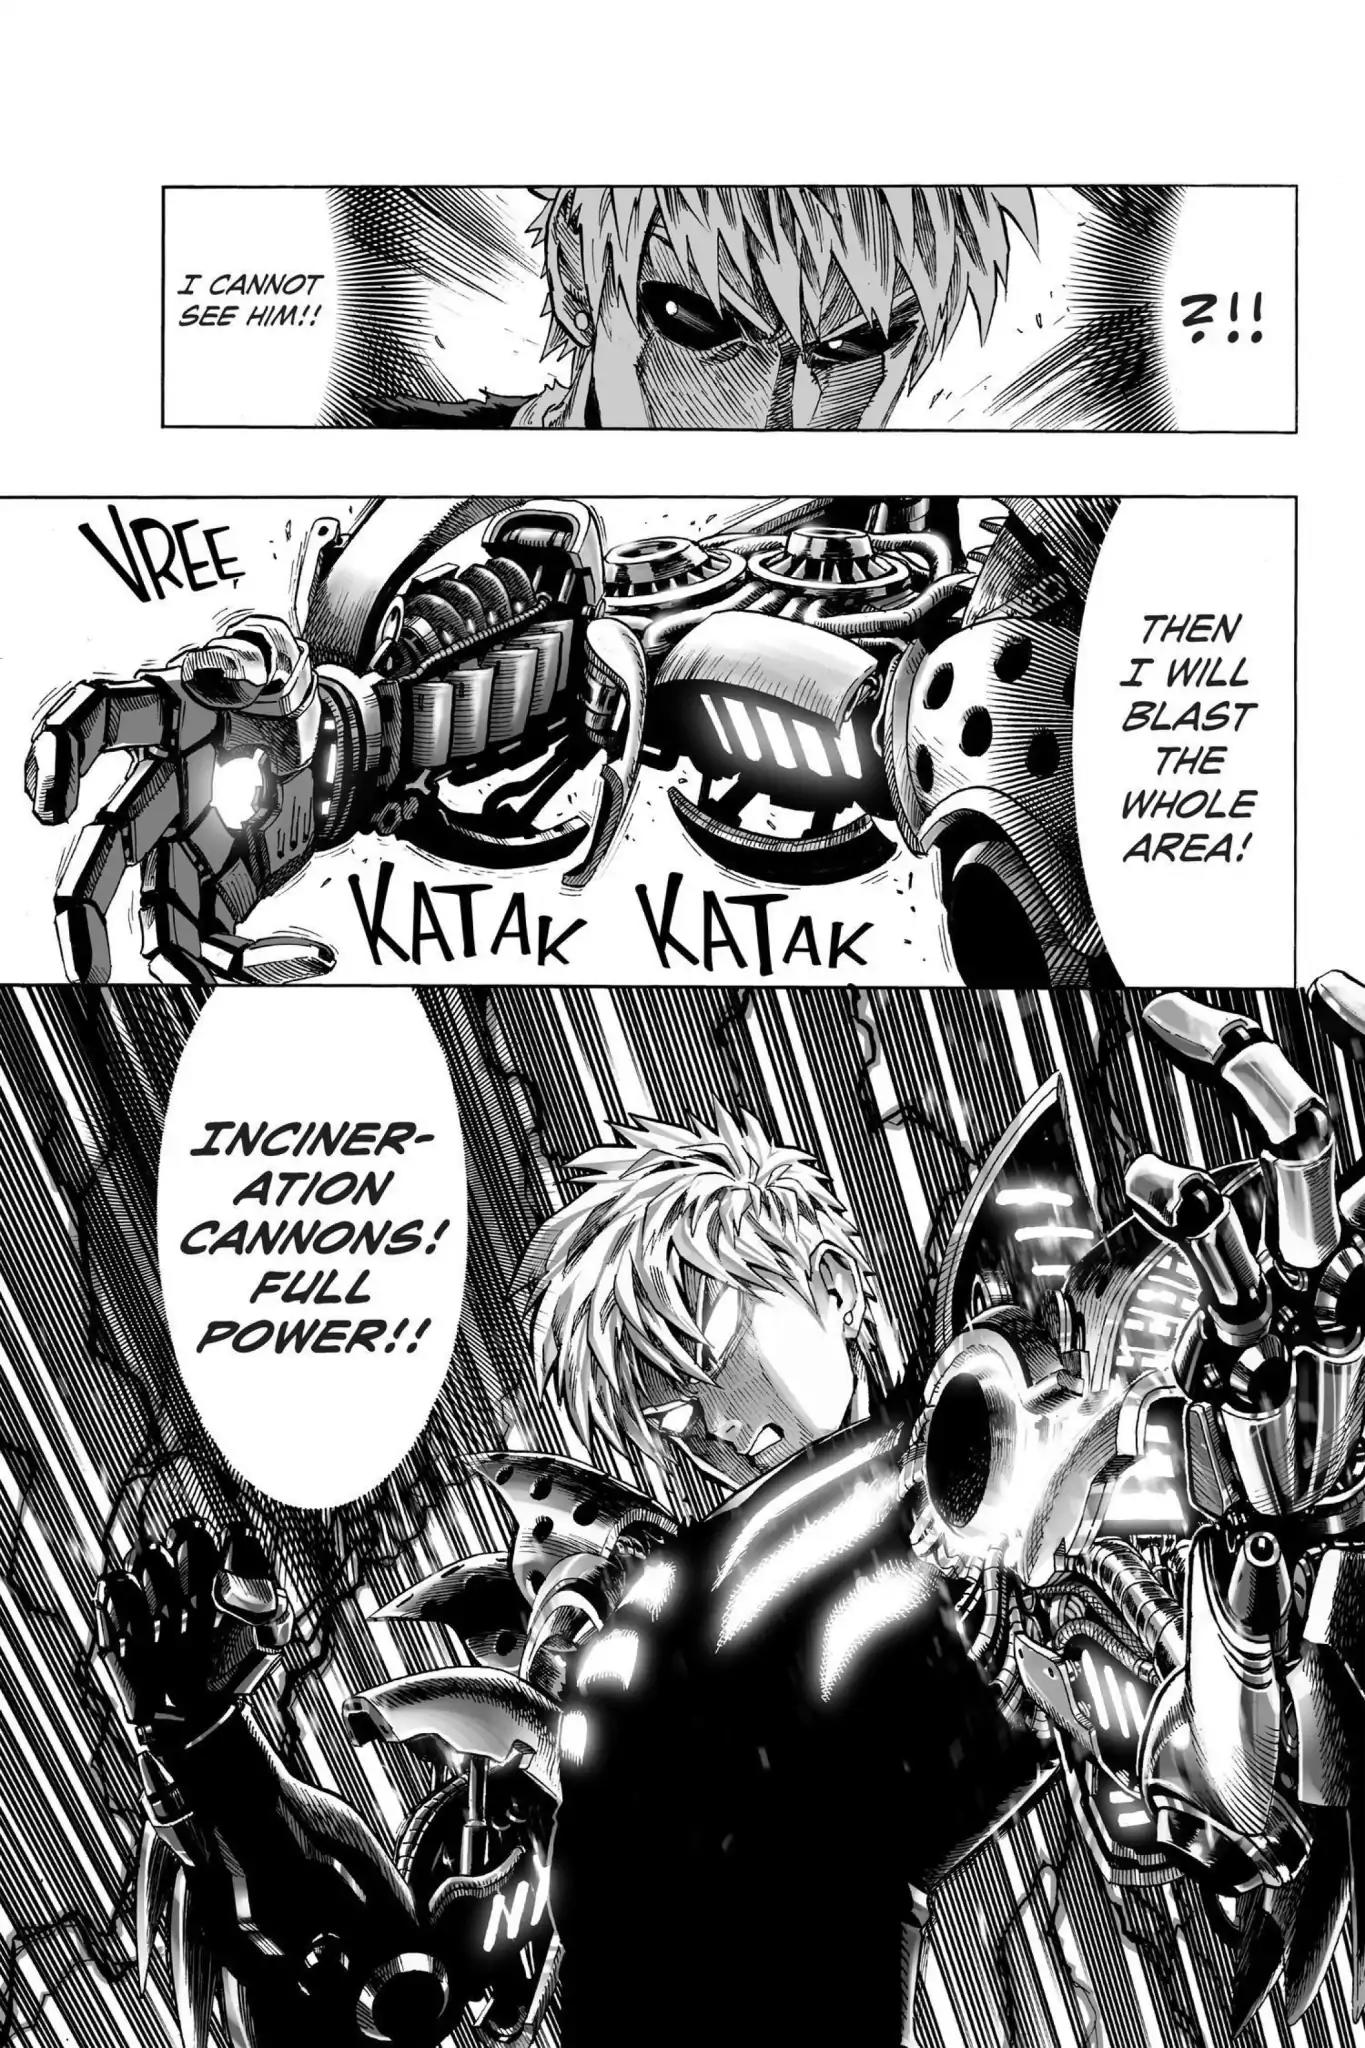 ?!!
I CANNOT
SEE HIM!!
THEN
I WILL
BLAST
THE
WHOLE
AREA!
VREE
KATAK KATAK
INCINER-
ATION
CANNONS!
FULL
POWER!!